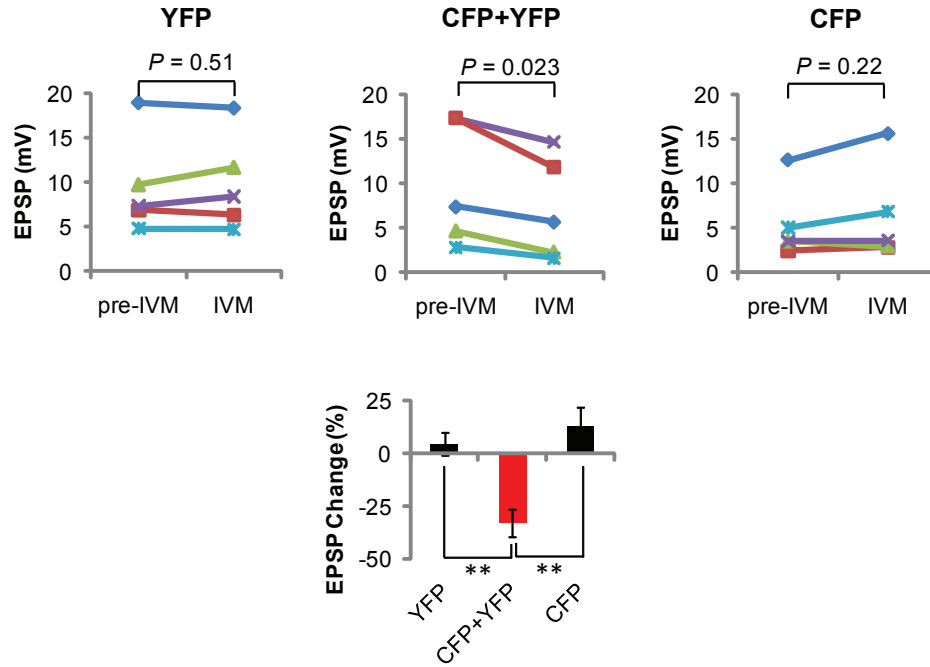 YFP
CFP+YFP
CFP
P = 0.51
P = 0.023
P = 0.22
EPSP (mV)
20
15
10
5
0
pre-IVM
IVM
EPSP (mV)
20
15
10
5
0
pre-IVM
IVM
EPSP (mV)
20
15
10
5
0
pre-IVM
IVM
EPSP Change (%)
25
0
-25
-50
** **
YFP
CFP+YFP
CFP